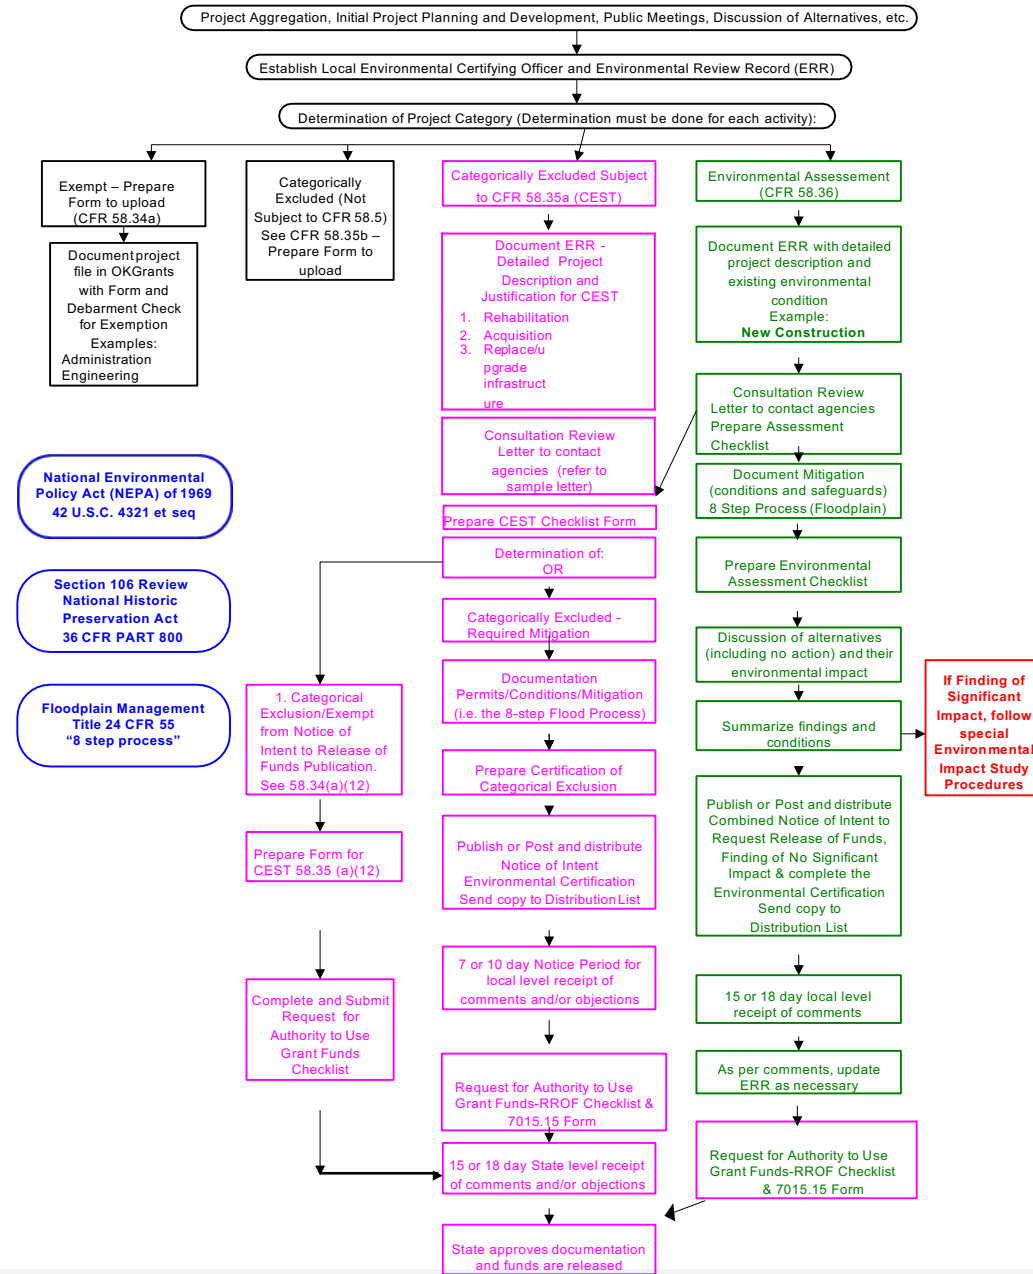 Project Aggregation, Initial Project Planning and Development, Public Meetings, Discussion of Alternatives, etc.
Establish Local Environmental Certifying Officer and Environmental Review Record (ERR)
Determination of Project Category (Determination must be done for each activity):
Exempt – Prepare
Form to upload
(CFR 58.34a)
Document project
file in OKGrants
with Form and
Debarment Check
for Exemption
Examples:
Administration
Engineering
Categorically
Excluded (Not
Subject to CFR 58.5)
See CFR 58.35b –
Prepare Form to
upload
Categorically Excluded Subject
to CFR 58.35a (CEST)
Document ERR -
Detailed Project
Description and
Justification for CEST
1. Rehabilitation
2. Acquisition
3. Replace/u
pgrade
infrastruct
ure
Consultation Review
Letter to contact
agencies (refer to
sample letter)
Prepare CEST Checklist Form
Determination of:
OR
Categorically Excluded -
Required Mitigation
Documentation
Permits/Conditions/Mitigation
(i.e. the 8-step Flood Process)
Prepare Certification of
Categorical Exclusion
Publish or Post and distribute
Notice of Intent
Environmental Certification
Send copy to Distribution List
7 or 10 day Notice Period for
local level receipt of
comments and/or objections
Request for Authority to Use
Grant Funds-RROF Checklist &
7015.15 Form
15 or 18 day State level receipt
of comments and/or objections
State approves documentation
and funds are released
1. Categorical
Exclusion/Exempt
from Notice of
Intent to Release of
Funds Publication.
See 58.34(a)(12)
Prepare Form for
CEST 58.35 (a)(12)
Complete and Submit
Request for
Authority to Use
Grant Funds
Checklist
Environmental Assessement
(CFR 58.36)
Document ERR with detailed
project description and
existing environmental
condition
Example:
New Construction
Consultation Review
Letter to contact agencies
Prepare Assessment
Checklist
Document Mitigation
(conditions and safeguards)
8 Step Process (Floodplain)
Prepare Environmental
Assessment Checklist
Discussion of alternatives
(including no action) and their
environmental impact
Summarize findings and
conditions
If Finding of
Significant
Impact, follow
special
Environmental
Impact Study
Procedures
Publish or Post and distribute
Combined Notice of Intent to
Request Release of Funds,
Finding of No Significant
Impact & complete the
Environmental Certification
Send copy to
Distribution List
15 or 18 day local level
receipt of comments
As per comments, update
ERR as necessary
Request for Authority to Use
Grant Funds-RROF Checklist
& 7015.15 Form
National Environmental
Policy Act (NEPA) of 1969
42 U.S.C. 4321 et seq
Section 106 Review
National Historic
Preservation Act
36 CFR PART 800
Floodplain Management
Title 24 CFR 55
“8 step process”